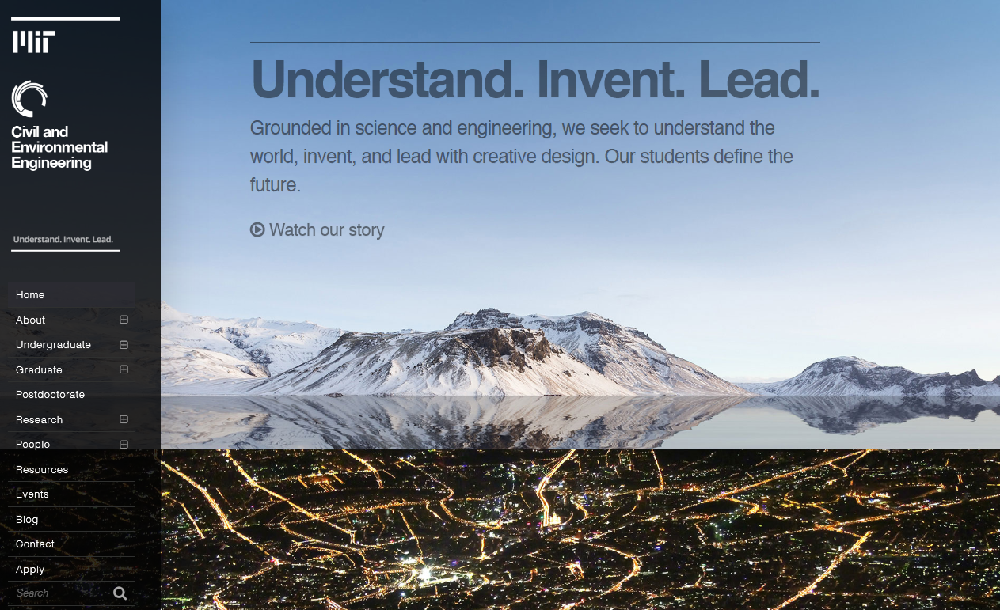 MIT
Civil and
Environmental
Engineering
Understand. Invent. Lead.
Home
About
Undergraduate
Graduate
Postdoctorate
Research
People
Resources
Events
Blog
Contact
Apply
Search
Understand. Invent. Lead.
Grounded in science and engineering, we seek to understand the
world, invent, and lead with creative design. Our students define the
future.
Watch our story